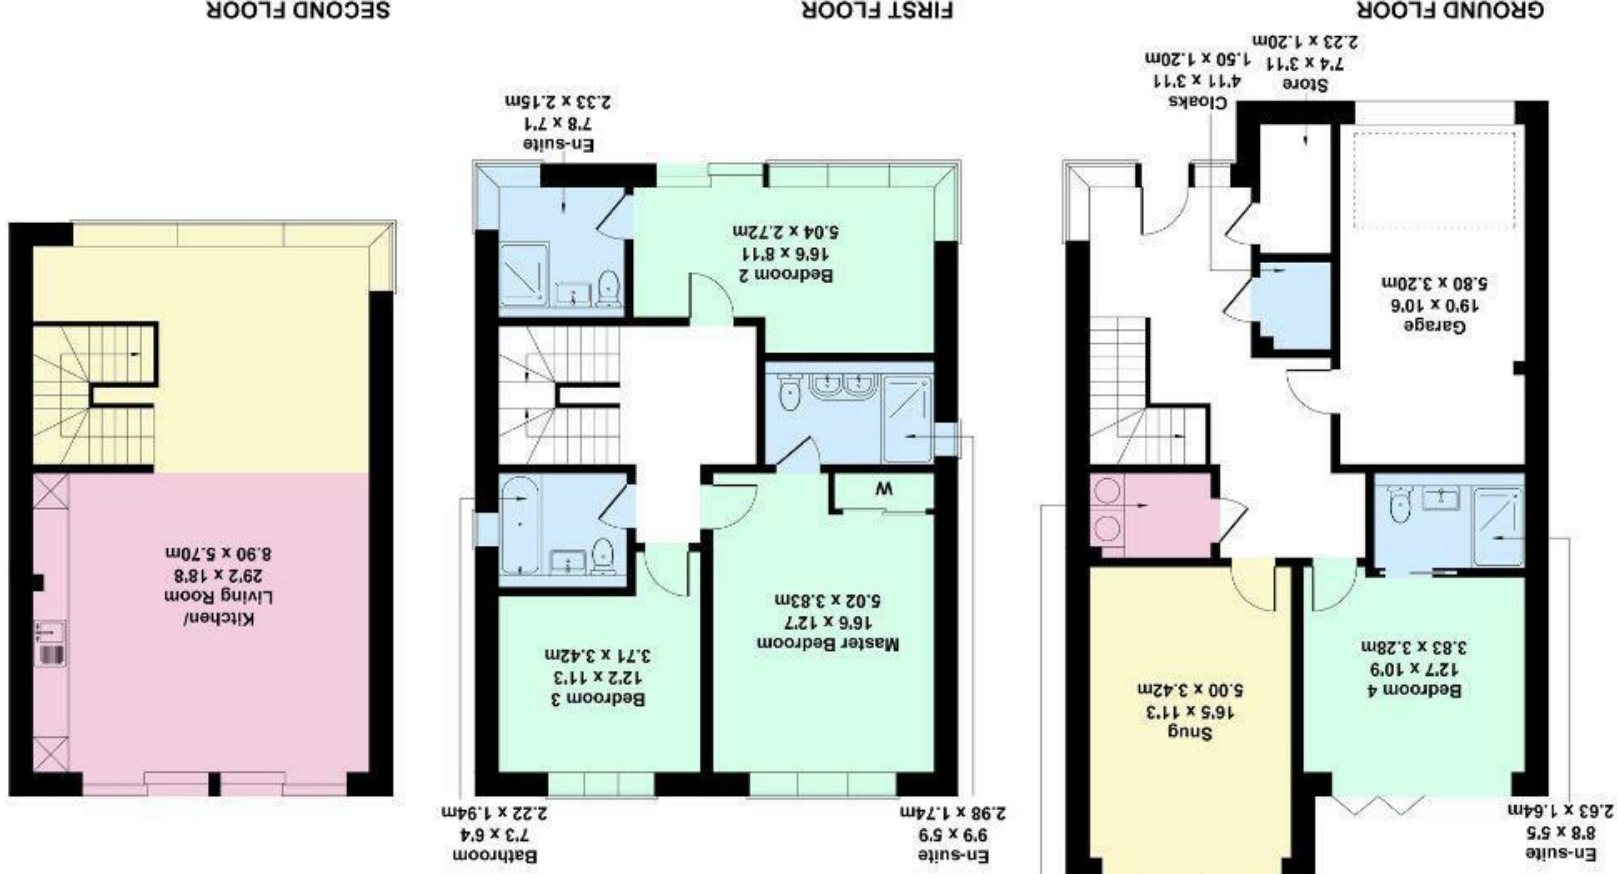 En-suite
8'8 x 5'5
2.63 x 1.64m
Snug
16'5 x 11'3
5.00 x 3.42m
Bedroom 4
12'7 x 10'9
3.83 x 3.28m
Garage
19'0 x 10'6
5.80 x 3.20m
Cloaks
4'11 x 3'11
1.50 x 1.20m
Store
7'4 x 3'11
2.23 x 1.20m
GROUND FLOOR
En-suite
9'9 x 5'9
2.98 x 1.74m
Bathroom
7'3 x 6'4
2.22 x 1.94m
Master Bedroom
16'6 x 12'7
5.02 x 3.83m
Bedroom 3
12'2 x 11'3
3.71 x 3.42m
W
Bedroom 2
16'6 x 8'11
5.04 x 2.72m
En-suite
7'8 x 7'1
2.33 x 2.15m
FIRST FLOOR
Kitchen/
Living Room
29'2 x 18'8
8.90 x 5.70m
SECOND FLOOR